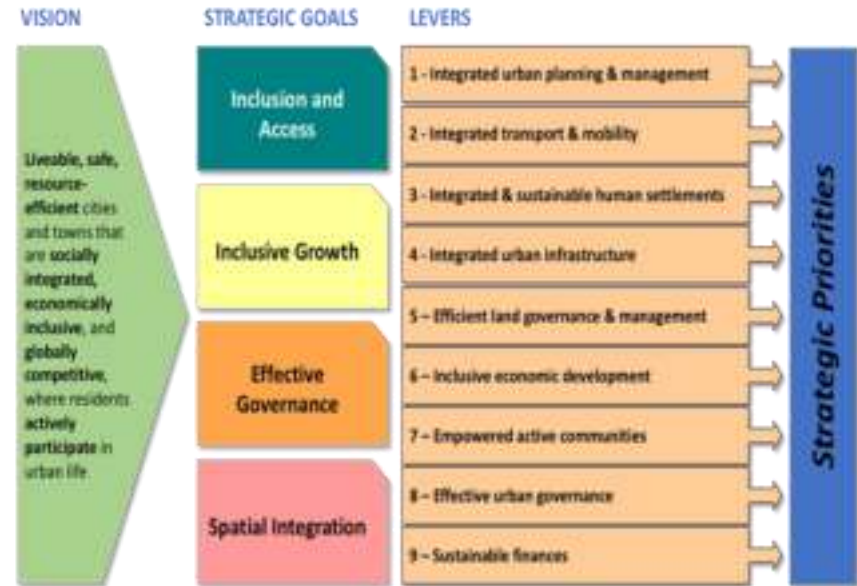 VISION
STRATEGIC GOALS
LEVERS
Liveable, safe,
resource-
efficient cities
and towns that
are socially
integrated,
economically
inclusive, and
globally
competitive,
where residents
actively
participate in
urban life
Inclusion and
Access
Inclusive Growth
Effective
Governance
Spatial Integration
1 - Integrated urban planning & management
2 - Integrated transport & mobility
3 - Integrated & sustainable human settlements
4 - Integrated urban infrastructure
5 – Efficient land governance & management
6 – Inclusive economic development
7 – Empowered active communities
8 – Effective urban governance
9 – Sustainable finances
Strategic Priorities